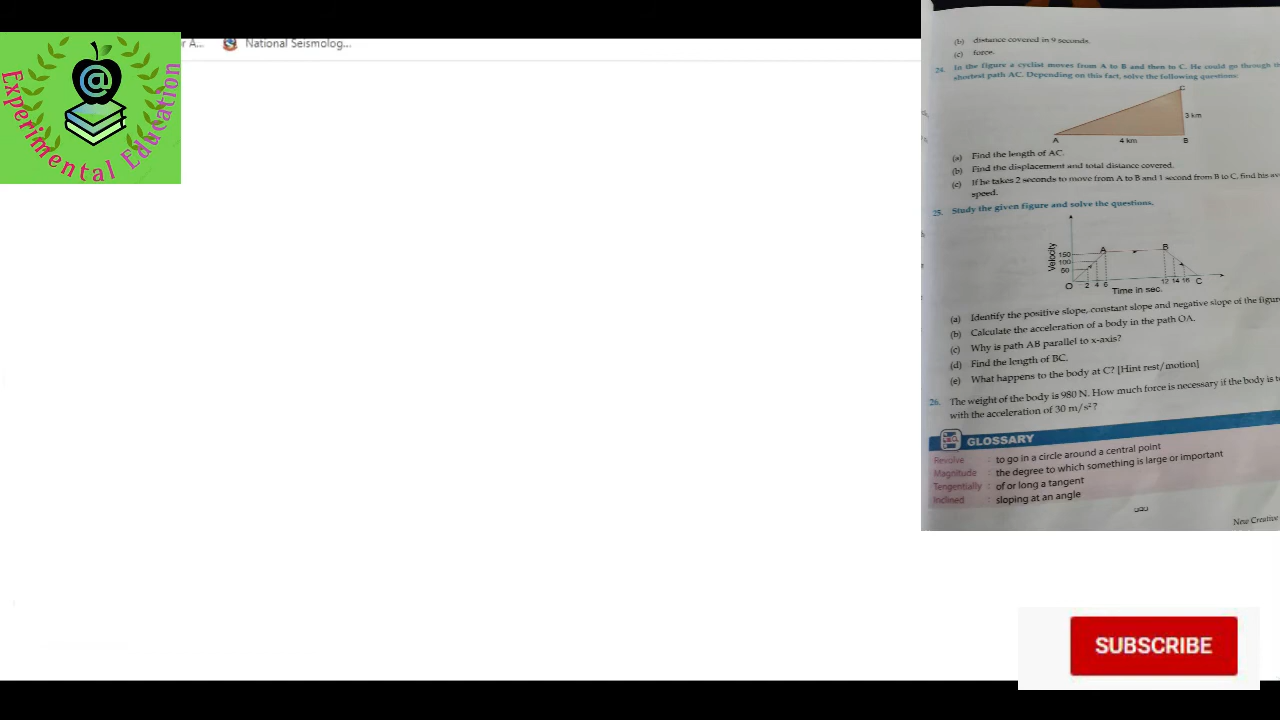 r A...
National Seismolog...
Experimental Education
@
(b) distance covered in 9 seconds.
(c) force.
24. In the figure a cyclist moves from A to B and then to C. He could go through th
shortest path AC. Depending on this fact, solve the following questions:
C
3 km
A
4 km
B
(a) Find the length of AC.
(b) Find the displacement and total distance covered.
(c) If he takes 2 seconds to move from A to B and 1 second from B to C, find his ave
speed.
25. Study the given figure and solve the questions.
Velocity
150
100
50
A
B
O
2 4 6
12 14 16
C
Time in sec.
(a) Identify the positive slope, constant slope and negative slope of the figure
(b) Calculate the acceleration of a body in the path OA.
(c) Why is path AB parallel to x-axis?
(d) Find the length of BC.
(e) What happens to the body at C? [Hint rest/motion]
26. The weight of the body is 980 N. How much force is necessary if the body is to
with the acceleration of 30 m/s²?
GLOSSARY
Revolve : to go in a circle around a central point
Magnitude : the degree to which something is large or important
Tengentially : of or long a tangent
Inclined : sloping at an angle
New Creative
SUBSCRIBE